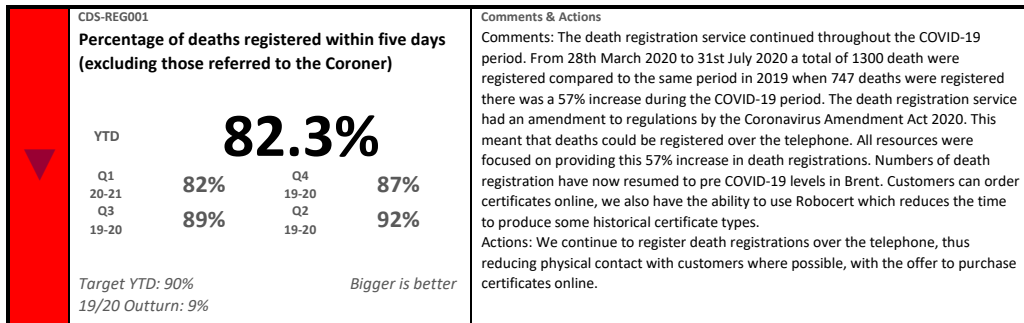 CDS-REG001
Percentage of deaths registered within five days
(excluding those referred to the Coroner)
YTD
82.3%
Q1
20-21
82%
Q4
19-20
87%
Q3
19-20
89%
Q2
19-20
92%
Target YTD: 90%
Bigger is better
19/20 Outturn: 9%
Comments & Actions
Comments: The death registration service continued throughout the COVID-19
period. From 28th March 2020 to 31st July 2020 a total of 1300 death were
registered compared to the same period in 2019 when 747 deaths were registered
there was a 57% increase during the COVID-19 period. The death registration service
had an amendment to regulations by the Coronavirus Amendment Act 2020. This
meant that deaths could be registered over the telephone. All resources were
focused on providing this 57% increase in death registrations. Numbers of death
registration have now resumed to pre COVID-19 levels in Brent. Customers can order
certificates online, we also have the ability to use Robocert which reduces the time
to produce some historical certificate types.
Actions: We continue to register death registrations over the telephone, thus
reducing physical contact with customers where possible, with the offer to purchase
certificates online.